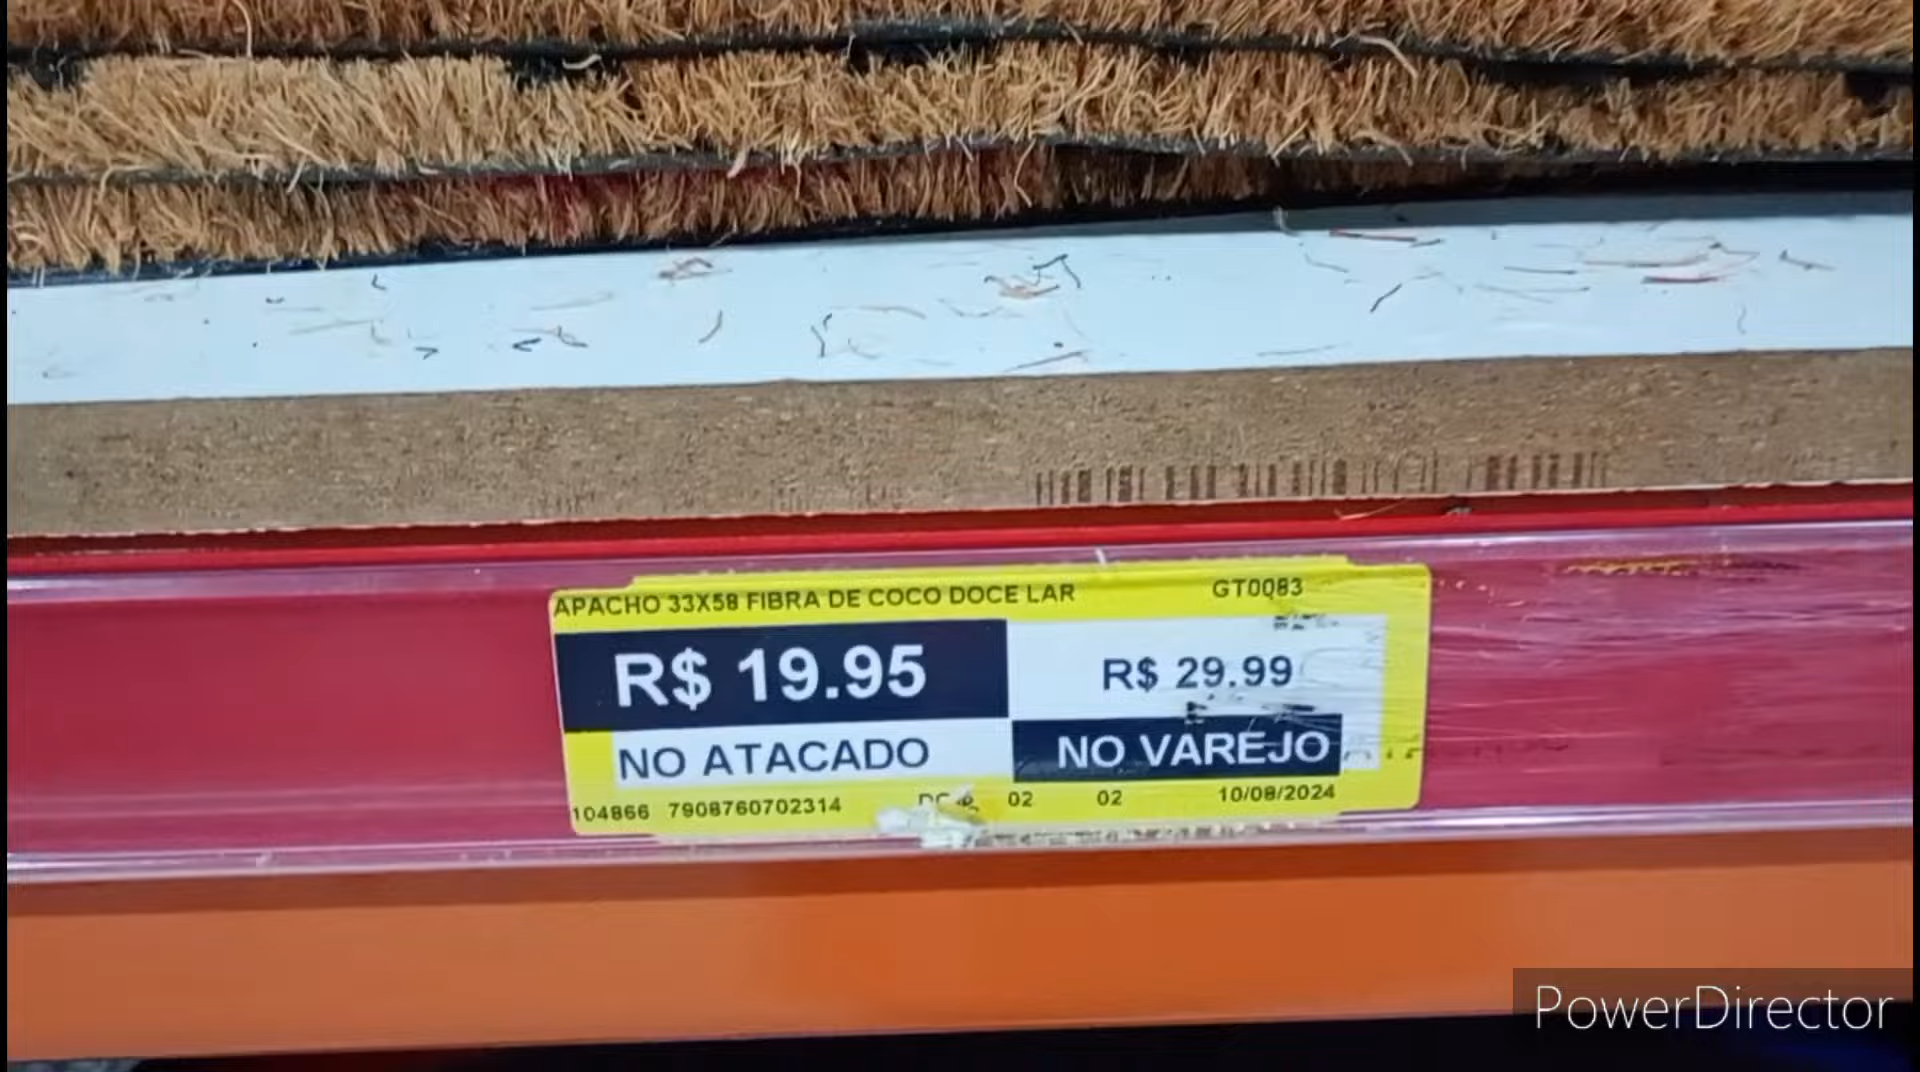 APACHO 33X58 FIBRA DE COCO DOCE LAR GT0083
R$ 19.95
R$ 29.99
NO ATACADO
NO VAREJO
104866 7908760702314 02 02 10/08/2024
PowerDirector